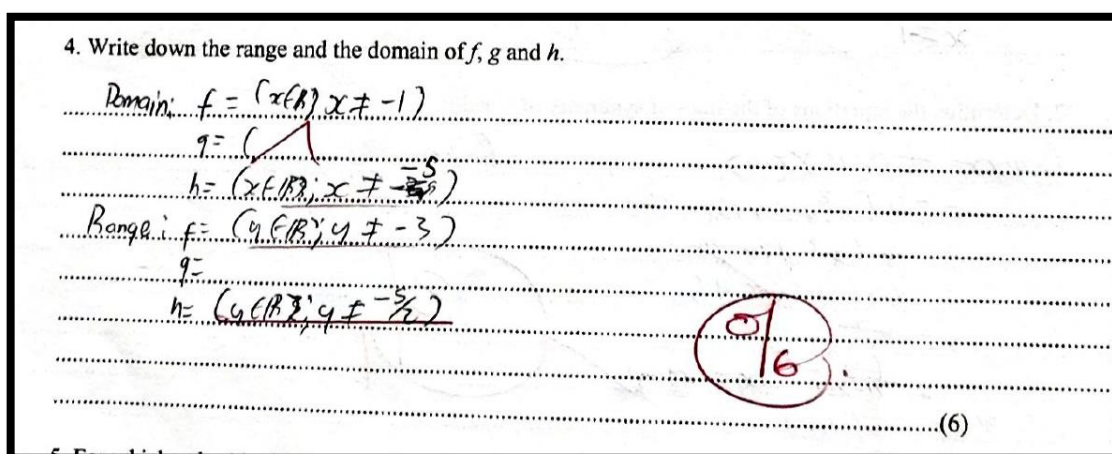 4. Write down the range and the domain of f, g and h.
Domain: f = (x∈R; x ≠ -1)
g = (
h = (x∈R; x ≠ -5)
Range: f = (y∈R; y ≠ -3)
g =
h = (y∈R; y ≠ -5/2)
0/6
(6)